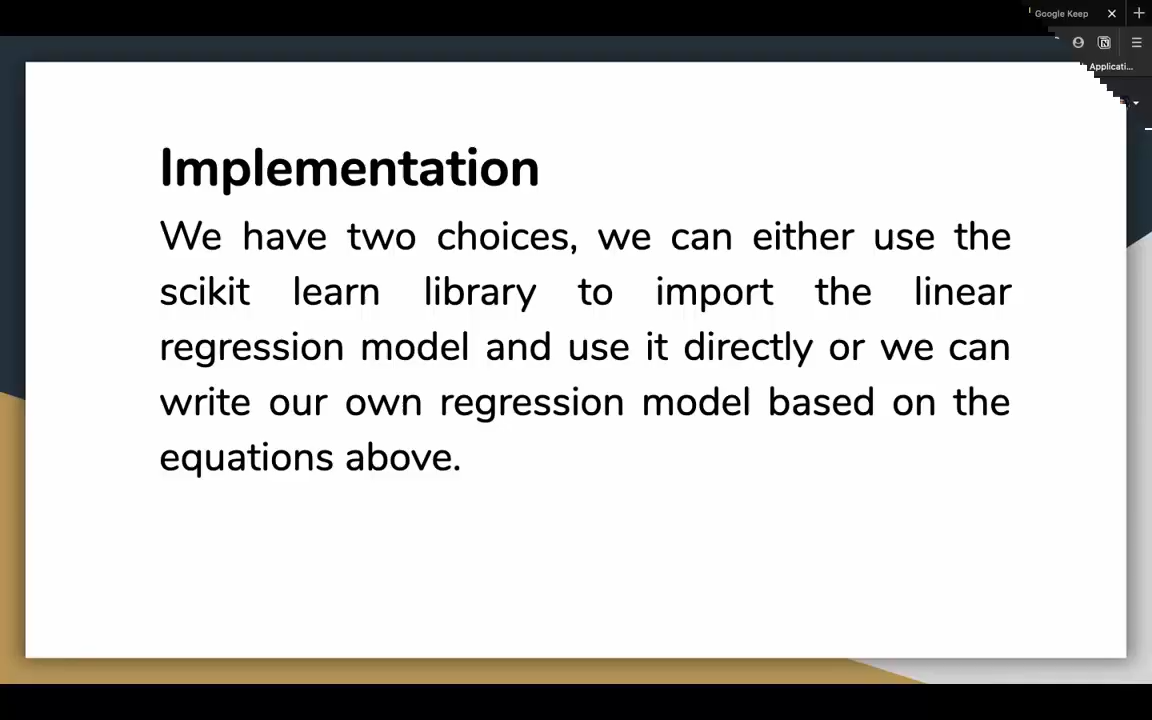 Google Keep
Applicati...
Implementation
We have two choices, we can either use the
scikit learn library to import the linear
regression model and use it directly or we can
write our own regression model based on the
equations above.